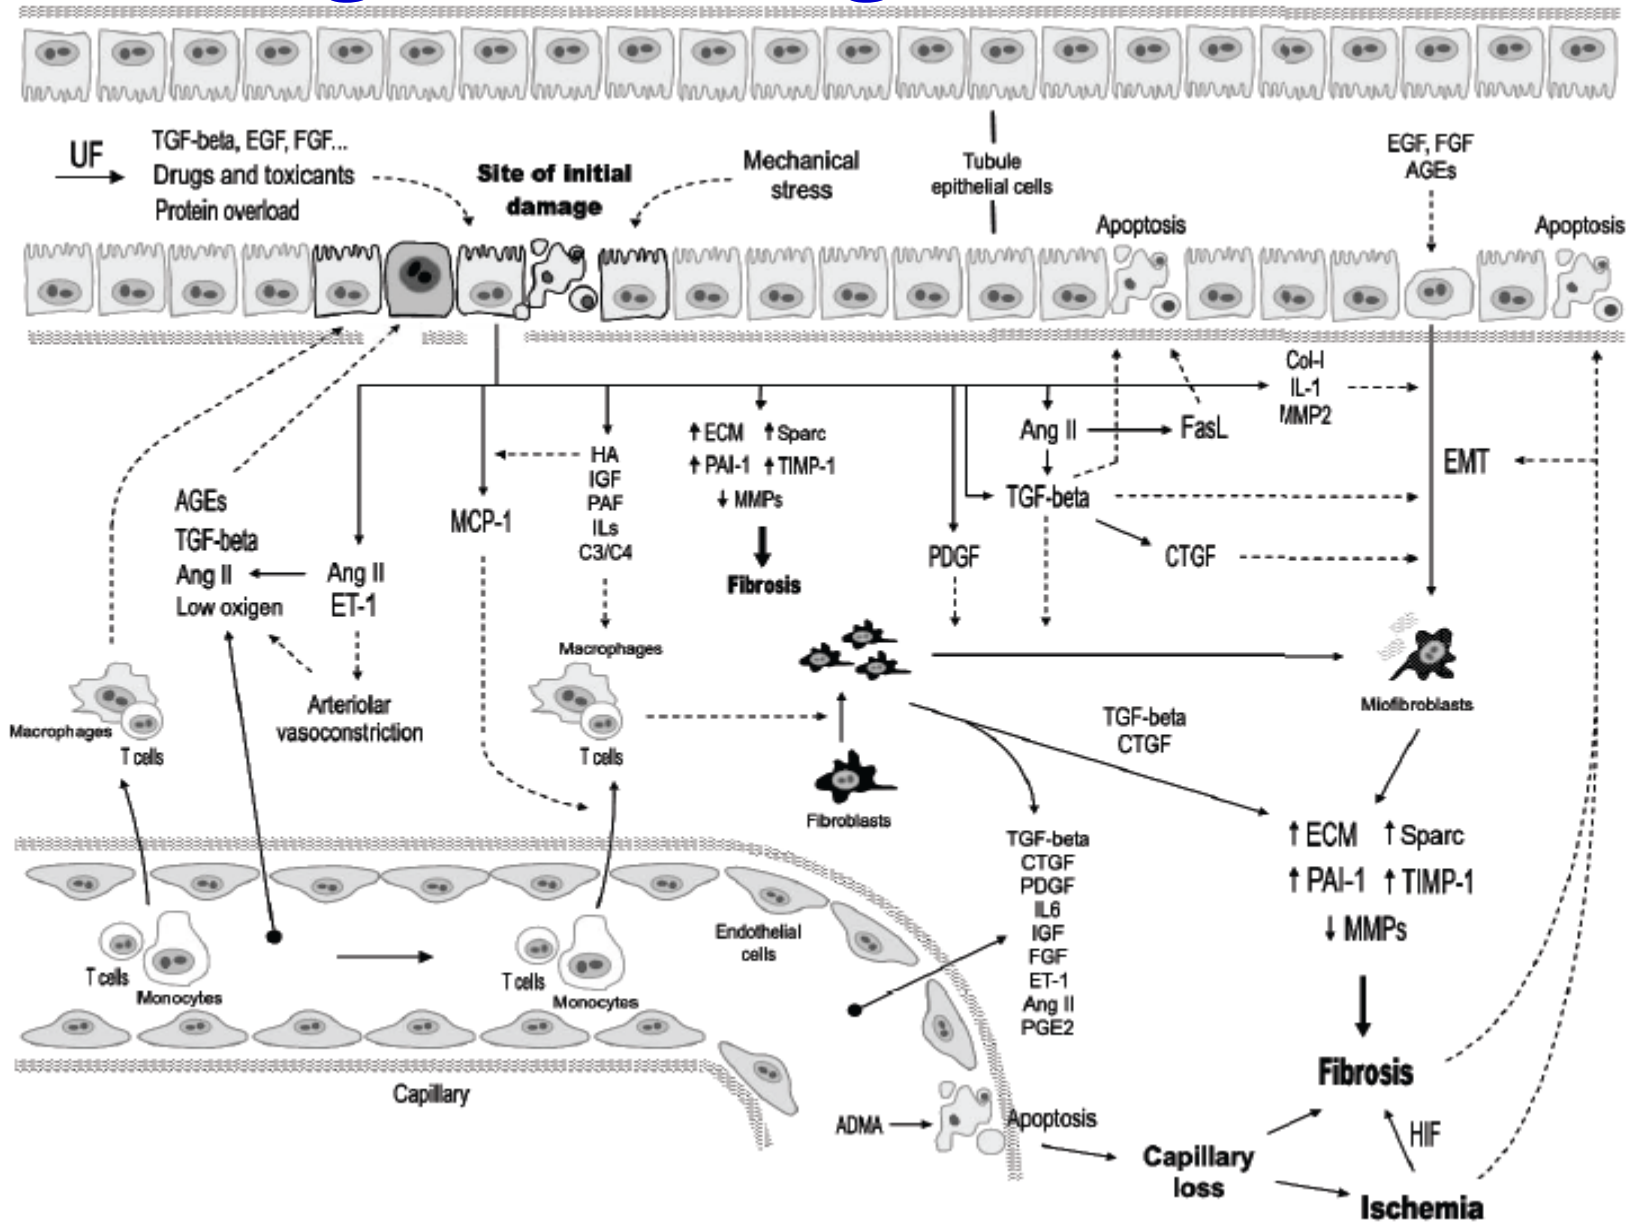 UF
TGF-beta, EGF, FGF...
Drugs and toxicants
Protein overload
Site of initial
damage
Mechanical
stress
Tubule
epithelial cells
EGF, FGF
AGEs
Apoptosis
Apoptosis
Col-I
IL-1
MMP2
HA
IGF
PAF
ILs
C3/C4
↑ ECM ↑ Sparc
↑ PAI-1 ↑ TIMP-1
↓ MMPs
Fibrosis
Ang II
FasL
TGF-beta
EMT
CTGF
PDGF
MCP-1
AGEs
TGF-beta
Ang II
Low oxigen
Ang II
ET-1
Arteriolar
vasoconstriction
Macrophages
T cells
Macrophages
T cells
Fibroblasts
Miofibroblasts
TGF-beta
CTGF
TGF-beta
CTGF
PDGF
IL6
IGF
FGF
ET-1
Ang II
PGE2
↑ ECM ↑ Sparc
↑ PAI-1 ↑ TIMP-1
↓ MMPs
Fibrosis
Endothelial
cells
T cells
Monocytes
T cells
Monocytes
Capillary
ADMA
Apoptosis
Capillary
loss
HIF
Ischemia